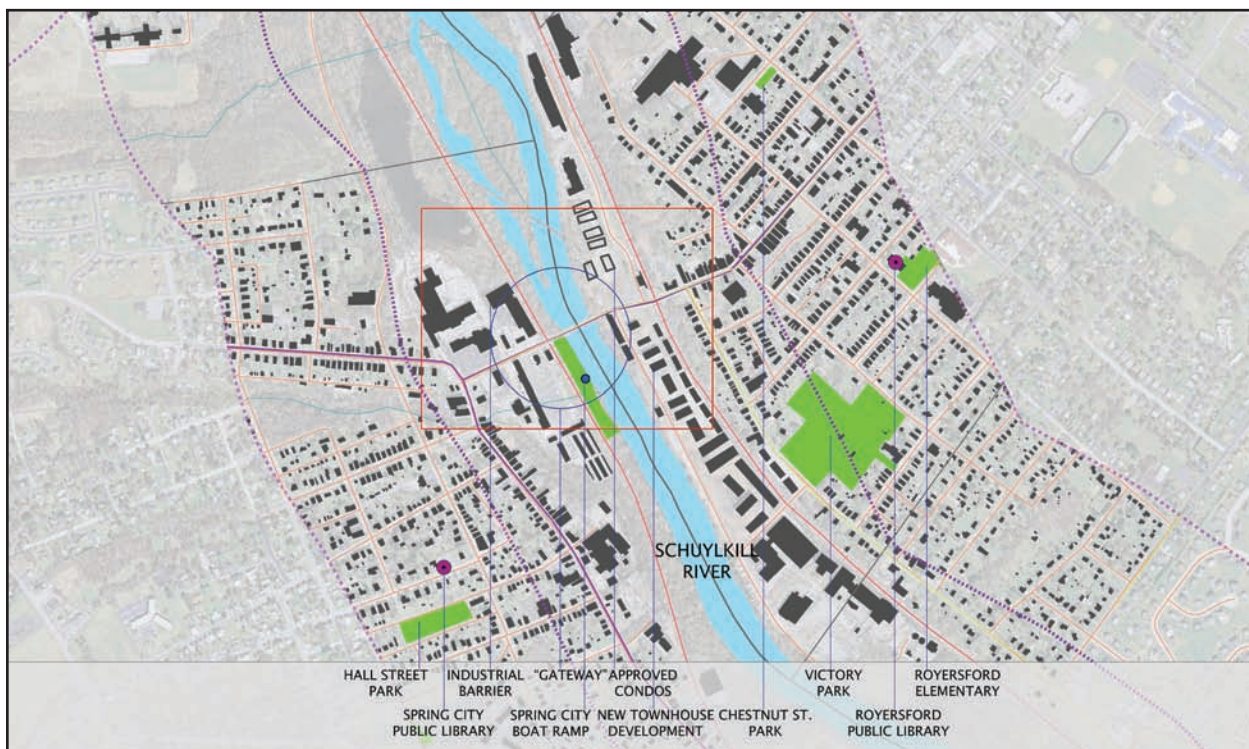 SCHUYLKILL
RIVER
HALL STREET
PARK
INDUSTRIAL
BARRIER
"GATEWAY"
APPROVED
CONDOS
VICTORY
PARK
ROYERSFORD
ELEMENTARY
SPRING CITY
PUBLIC LIBRARY
SPRING CITY
BOAT RAMP
NEW TOWNHOUSE
DEVELOPMENT
CHESTNUT ST.
PARK
ROYERSFORD
PUBLIC LIBRARY